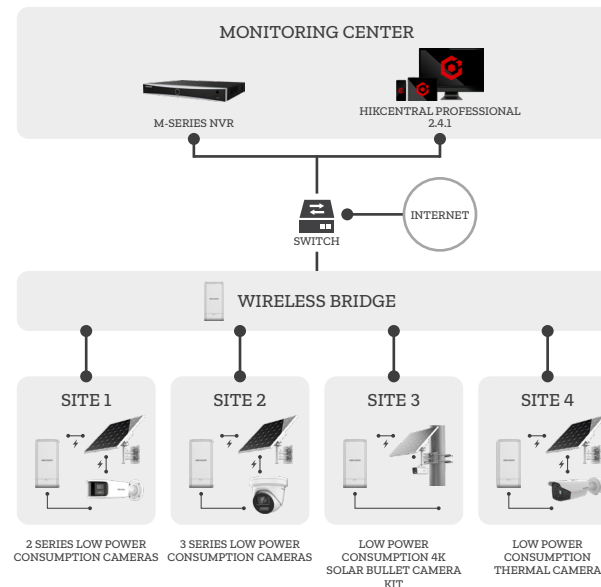 MONITORING CENTER
M-SERIES NVR
HIKCENTRAL PROFESSIONAL
2.4.1
SWITCH
INTERNET
WIRELESS BRIDGE
SITE 1
SITE 2
SITE 3
SITE 4
2 SERIES LOW POWER
CONSUMPTION CAMERAS
3 SERIES LOW POWER
CONSUMPTION CAMERAS
LOW POWER
CONSUMPTION 4K
SOLAR BULLET CAMERA
KIT
LOW POWER
CONSUMPTION
THERMAL CAMERA